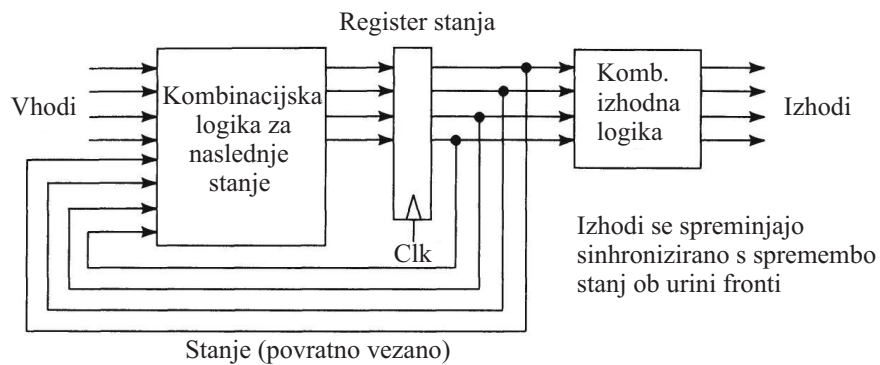 Register stanja
Vhodi
Kombinacijska
logika za
naslednje
stanje
Clk
Komb.
izhodna
logika
Izhodi
Izhodi se spreminjajo
sinhronizirano s spremembo
stanj ob urini fronti
Stanje (povratno vezano)